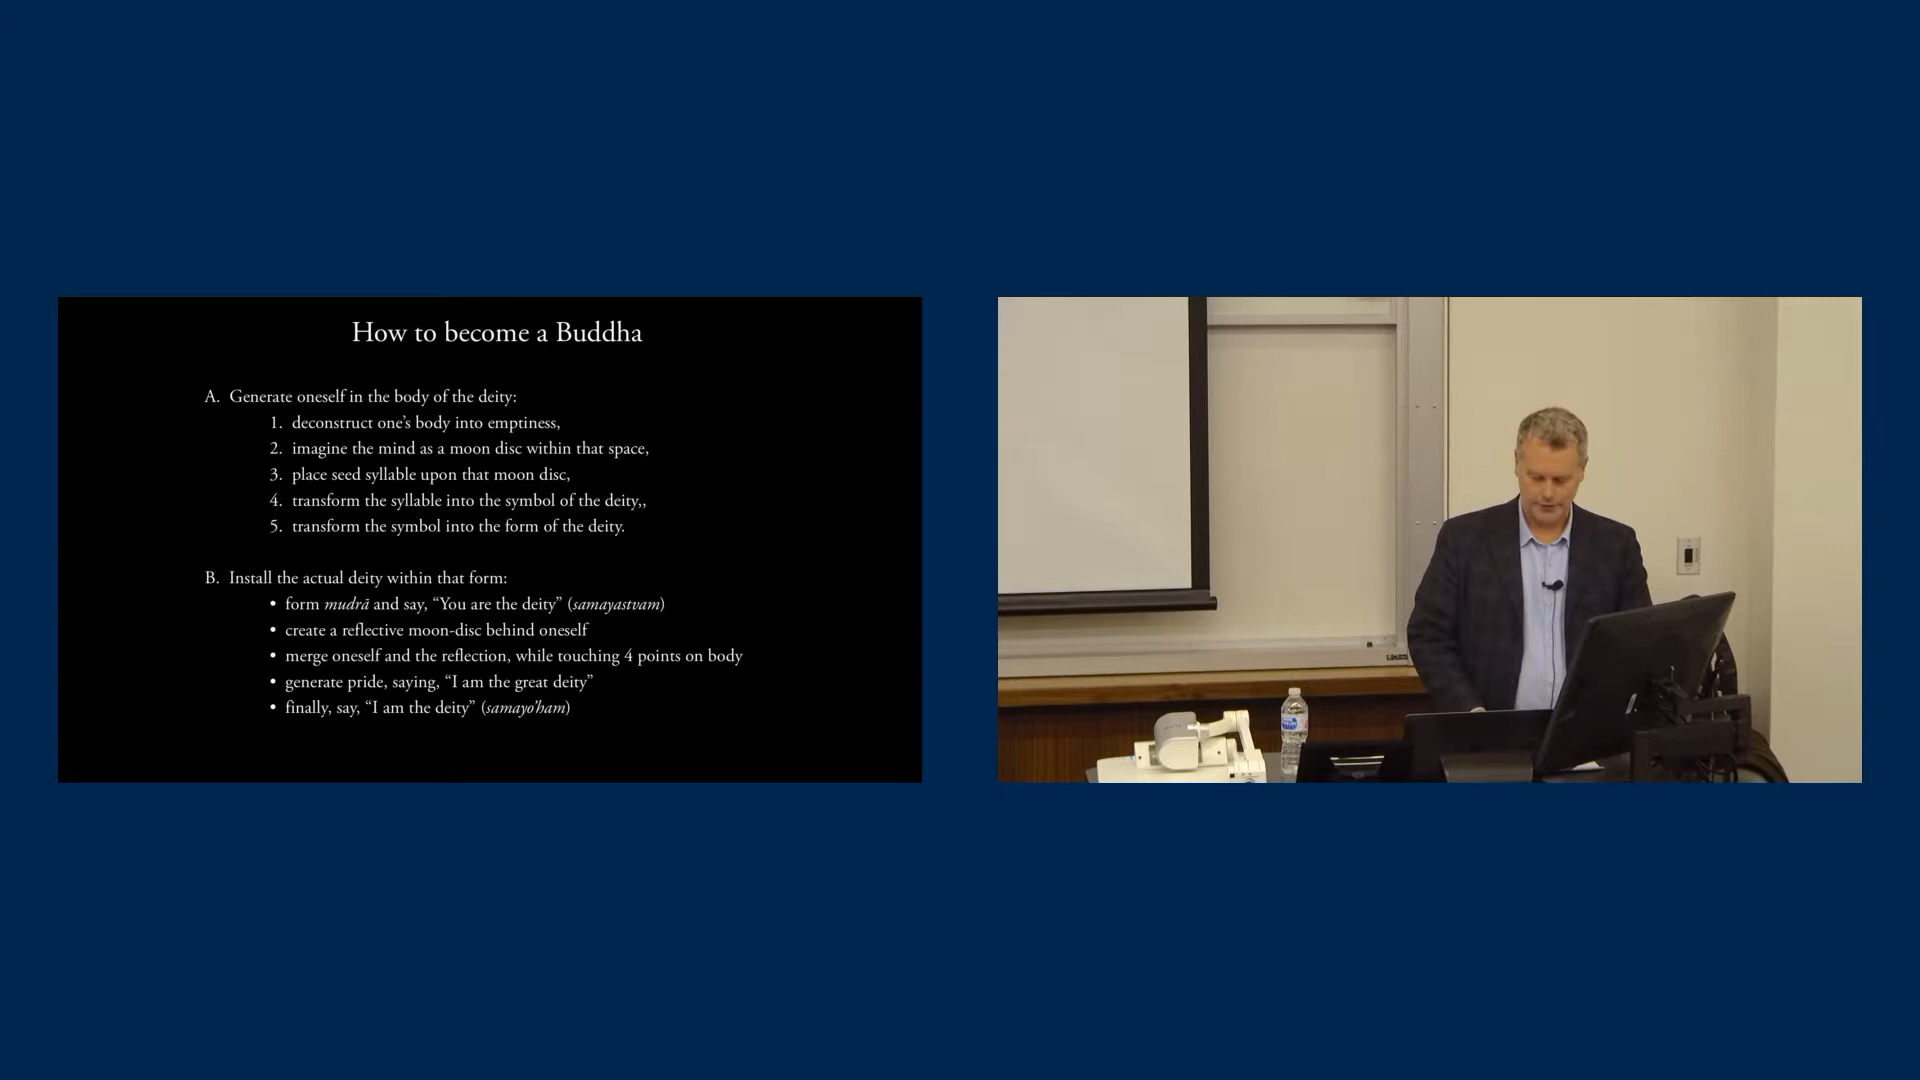 How to become a Buddha
A. Generate oneself in the body of the deity:
1. deconstruct one’s body into emptiness,
2. imagine the mind as a moon disc within that space,
3. place seed syllable upon that moon disc,
4. transform the syllable into the symbol of the deity,,
5. transform the symbol into the form of the deity.
B. Install the actual deity within that form:
• form mudrā and say, “You are the deity” (samayastvam)
• create a reflective moon-disc behind oneself
• merge oneself and the reflection, while touching 4 points on body
• generate pride, saying, “I am the great deity”
• finally, say, “I am the deity” (samayo’ham)